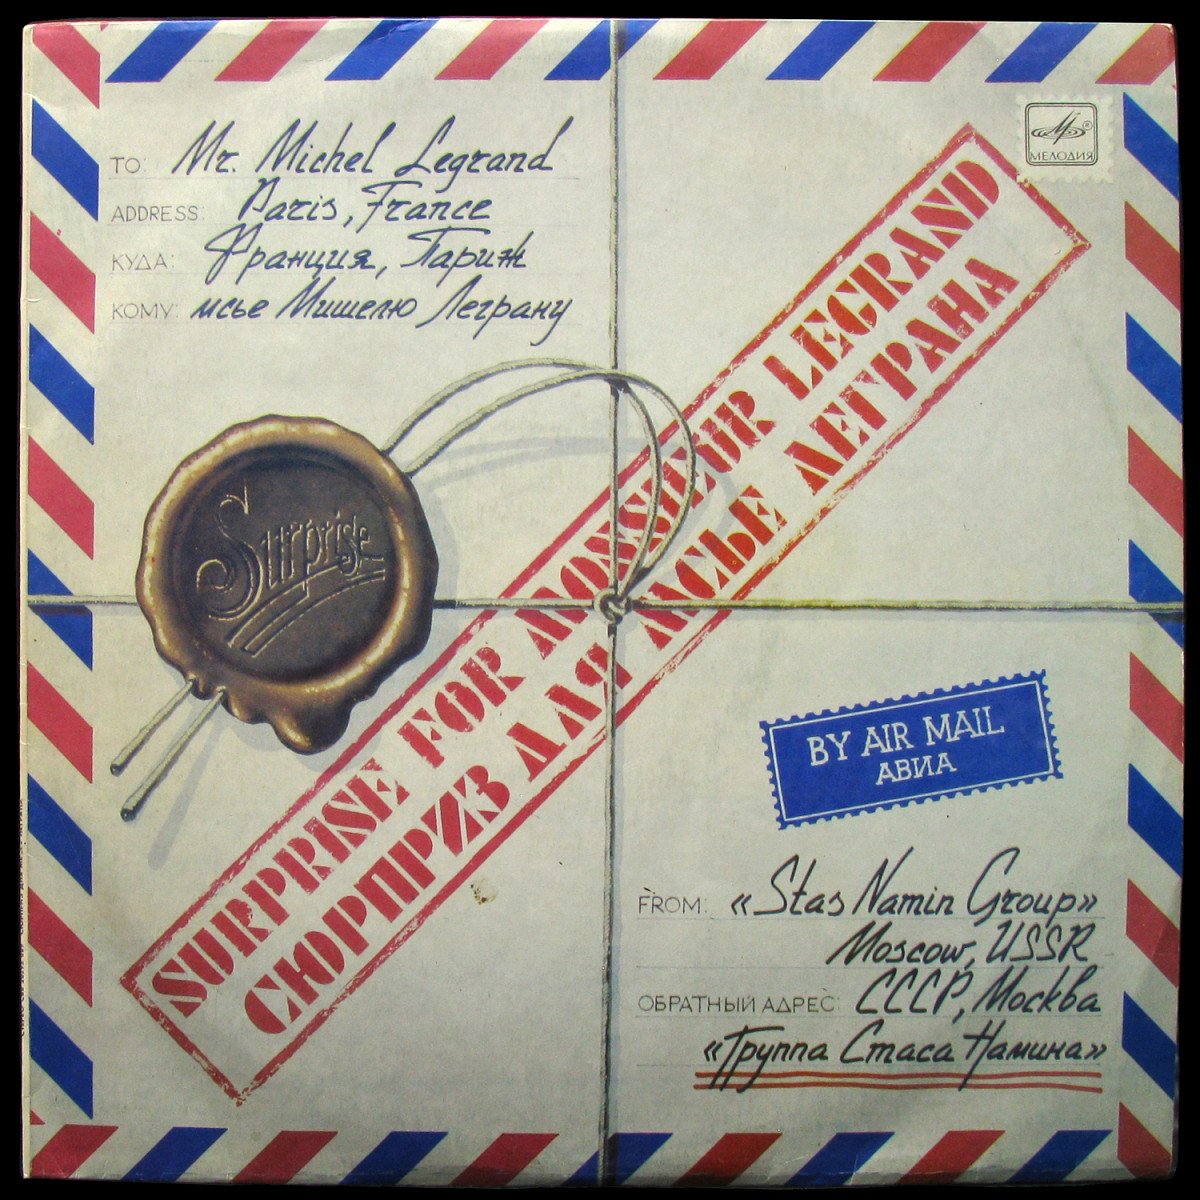 TO: Mr. Michel Legrand
ADDRESS: Paris, France
КУДА: Франция, Париж
КОМУ: мсье Мишелю Леграну
МЕЛОДИЯ
SURPRISE FOR MONSIEUR LEGRAND
СЮРПРИЗ ДЛЯ МСЬЕ ЛЕГРАНА
Surprise
BY AIR MAIL
АВИА
FROM: «Stas Namin Group»
Moscow, USSR
ОБРАТНЫЙ АДРЕС: СССР, Москва
«Группа Стаса Намина»